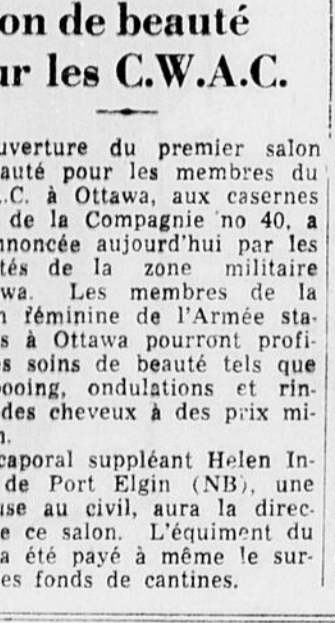 on de beauté
ur les C.W.A.C.
uverture du premier salon
auté pour les membres du
.C. à Ottawa, aux casernes
de la Compagnie no 40, a
nnoncée aujourd'hui par les
tés de la zone militaire
wa. Les membres de la
n féminine de l'Armée sta-
s à Ottawa pourront profi-
s soins de beauté tels que
ooing, ondulations et rin-
des cheveux à des prix mi-
n.
caporal suppléant Helen In-
de Port Elgin (NB), une
use au civil, aura la direc-
e ce salon. L'équiment du
a été payé à même le sur-
es fonds de cantines.